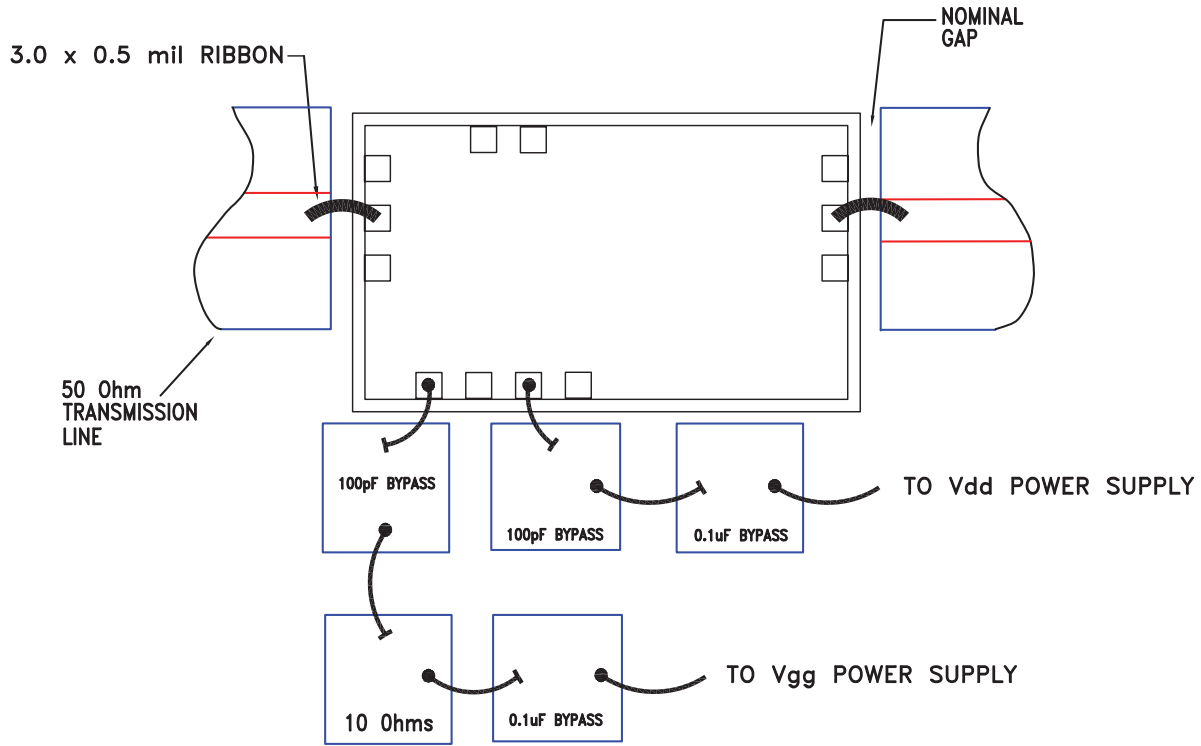 NOMINAL
GAP
3.0 x 0.5 mil RIBBON
50 Ohm
TRANSMISSION
LINE
100pF BYPASS
100pF BYPASS
0.1uF BYPASS
TO Vdd POWER SUPPLY
10 Ohms
0.1uF BYPASS
TO Vgg POWER SUPPLY